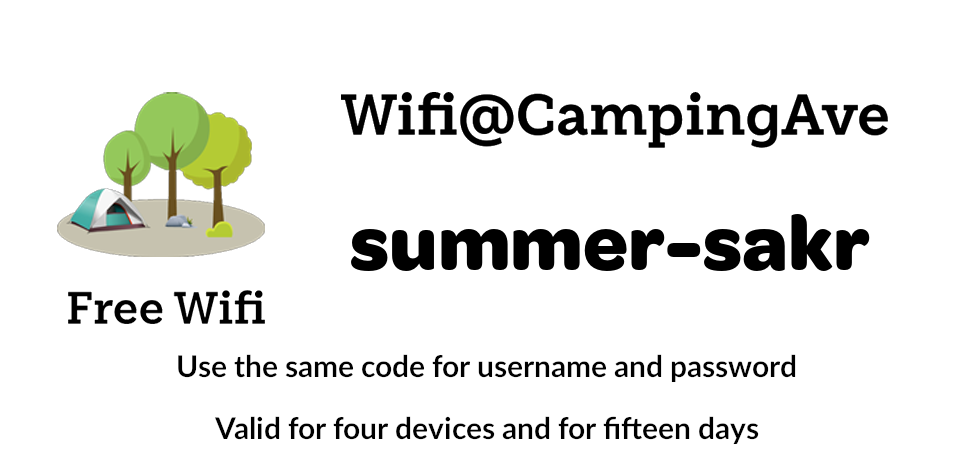 Wifi@CampingAve
summer-sakr
Free Wifi
Use the same code for username and password
Valid for four devices and for fifteen days